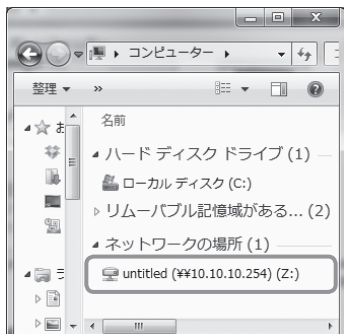 コンピューター
整理
»
お
名前
ハード ディスク ドライブ (1)
ローカル ディスク (C:)
リムーバブル記憶域がある... (2)
ネットワークの場所 (1)
ラ
untitled (¥¥10.10.10.254) (Z:)